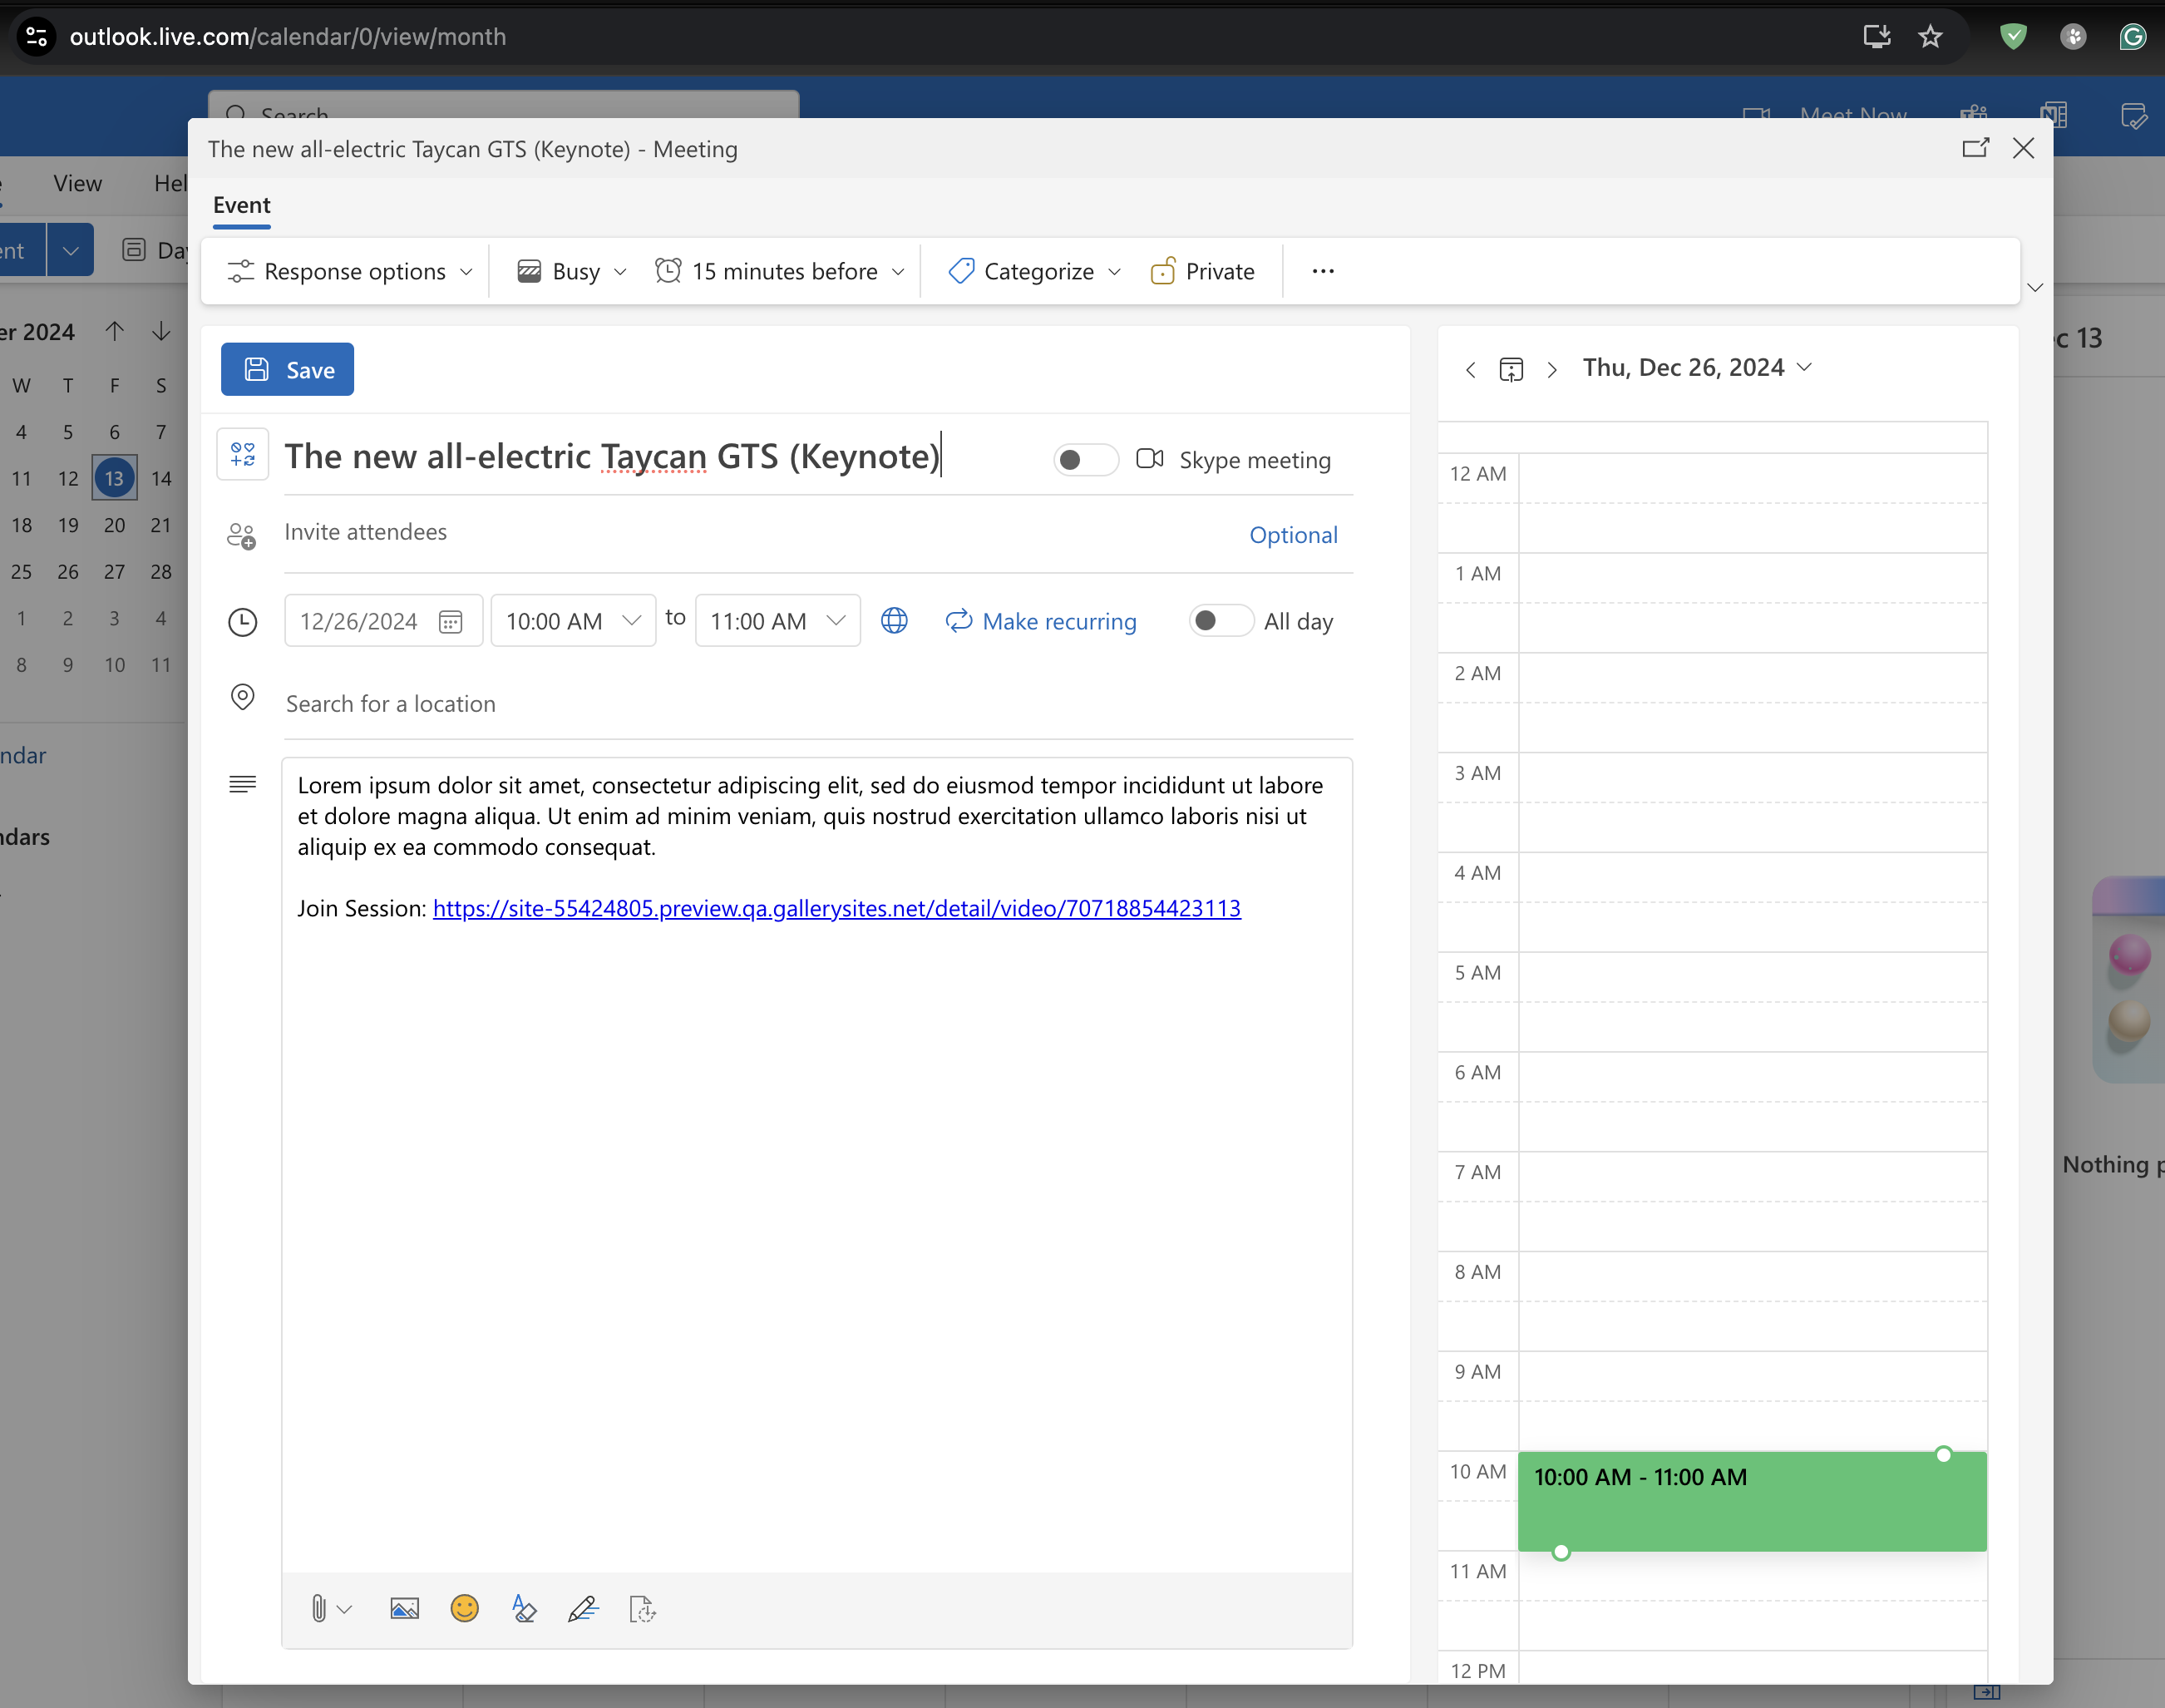 outlook.live.com/calendar/0/view/month
Search
Meet Now
The new all-electric Taycan GTS (Keynote) - Meeting
View
Hel
Event
ent
Day
Response options
Busy
15 minutes before
Categorize
Private
er 2024
c 13
Save
Thu, Dec 26, 2024
W T F S
4 5 6 7
11 12 13 14
18 19 20 21
25 26 27 28
1 2 3 4
8 9 10 11
The new all-electric Taycan GTS (Keynote)
Skype meeting
Invite attendees
Optional
12/26/2024
10:00 AM
to
11:00 AM
Make recurring
All day
Search for a location
ndar
ndars
Lorem ipsum dolor sit amet, consectetur adipiscing elit, sed do eiusmod tempor incididunt ut labore
et dolore magna aliqua. Ut enim ad minim veniam, quis nostrud exercitation ullamco laboris nisi ut
aliquip ex ea commodo consequat.
Join Session: https://site-55424805.preview.qa.gallerysites.net/detail/video/70718854423113
12 AM
1 AM
2 AM
3 AM
4 AM
5 AM
6 AM
7 AM
8 AM
9 AM
10 AM
10:00 AM - 11:00 AM
11 AM
12 PM
Nothing p